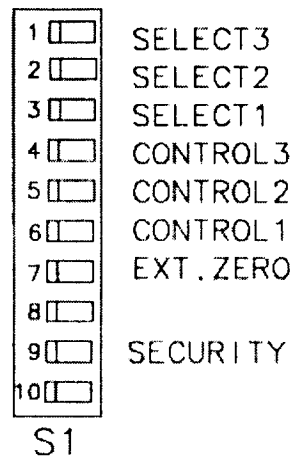 1 SELECT3
2 SELECT2
3 SELECT1
4 CONTROL3
5 CONTROL2
6 CONTROL1
7 EXT.ZERO
8
9 SECURITY
10
S1